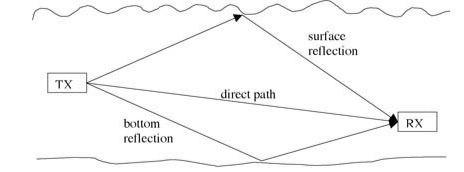 surface
reflection
TX
direct path
RX
bottom
reflection